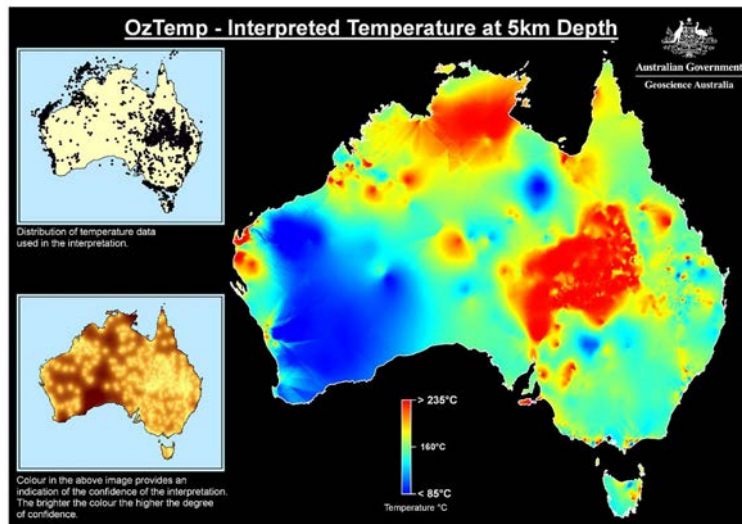 OzTemp - Interpreted Temperature at 5km Depth
Australian Government
Geoscience Australia
Distribution of temperature data
used in the interpretation.
> 235°C
160°C
< 85°C
Temperature °C
Colour in the above image provides an
indication of the confidence of the interpretation.
The brighter the colour the higher the degree
of confidence.